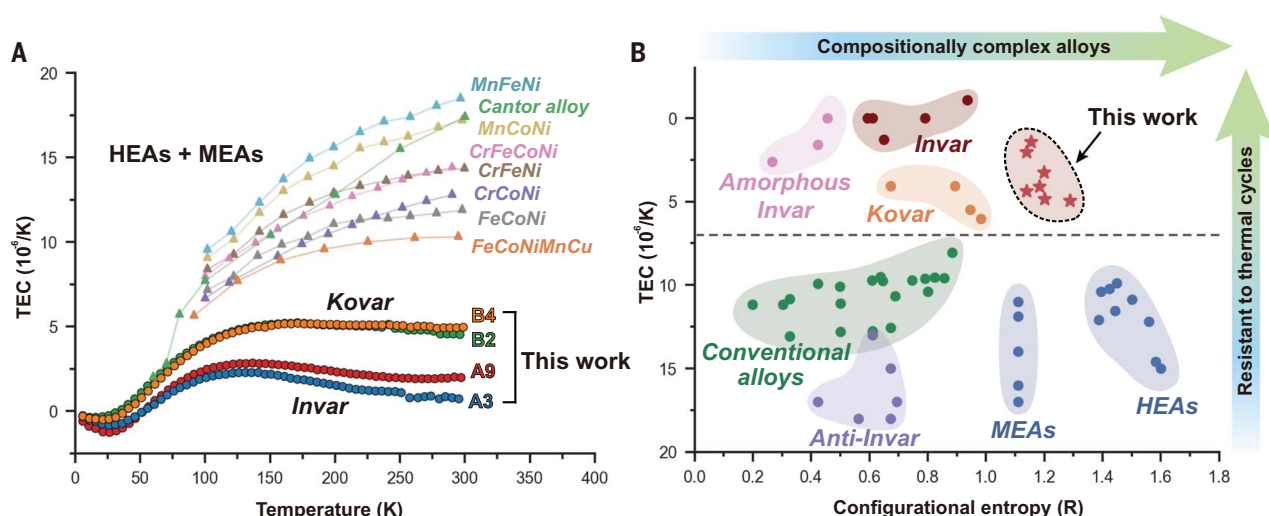 A
HEAs + MEAs
MnFeNi
Cantor alloy
MnCoNi
CrFeCoNi
CrFeNi
CrCoNi
FeCoNi
FeCoNiMnCu
Kovar
B4
B2
This work
A9
Invar
A3
20
15
10
5
0
TEC (10⁻⁶/K)
0
50
100
150
200
250
300
350
400
Temperature (K)
B
Compositionally complex alloys
This work
Invar
Amorphous
Invar
Kovar
Conventional
alloys
Anti-Invar
MEAs
HEAs
0
5
10
15
20
TEC (10⁻⁶/K)
0.0
0.2
0.4
0.6
0.8
1.0
1.2
1.4
1.6
1.8
Configurational entropy (R)
Resistant to thermal cycles